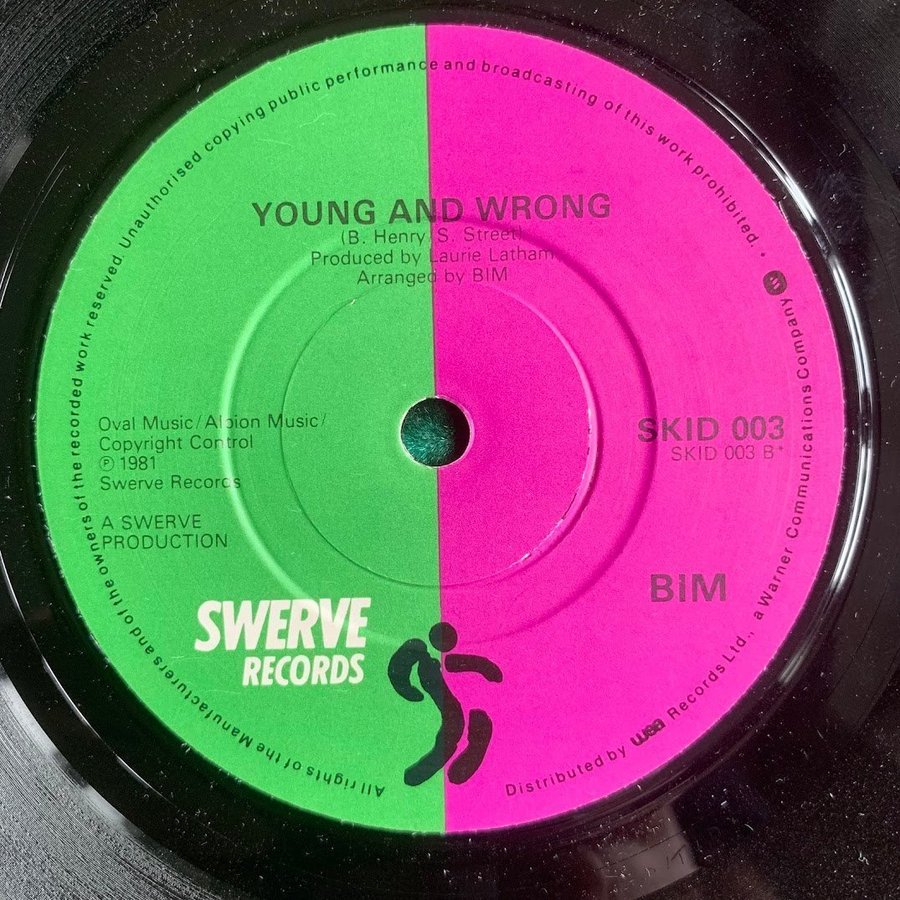 All rights of the Manufacturers and of the owners of the recorded work reserved. Unauthorised copying public performance and broadcasting of this work prohibited.
YOUNG AND WRONG
(B. Henry/S. Street)
Produced by Laurie Latham
Arranged by BIM
Oval Music/Albion Music/
Copyright Control
℗ 1981
Swerve Records
A SWERVE
PRODUCTION
SKID 003
SKID 003 B*
BIM
SWERVE
RECORDS
Distributed by wea Records Ltd., a Warner Communications Company